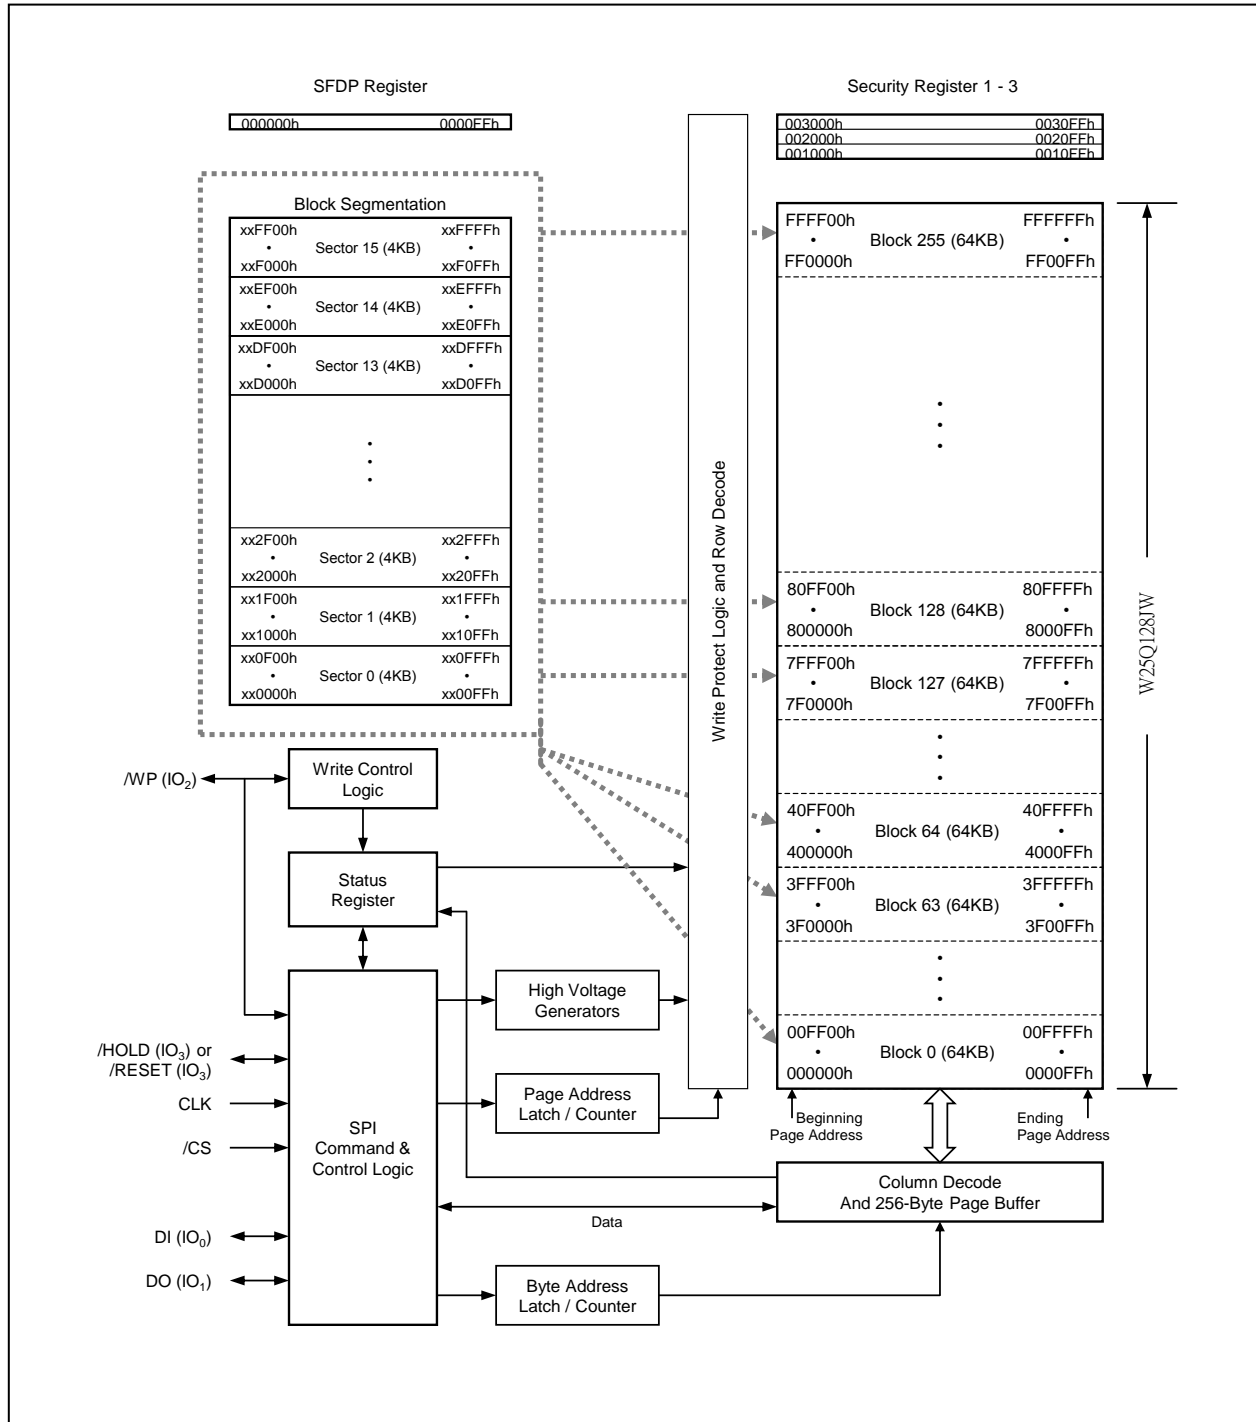 SFDP Register
000000h 0000FFh
Security Register 1 - 3
003000h 0030FFh
002000h 0020FFh
001000h 0010FFh
Block Segmentation
xxFF00h xxFFFFh
• Sector 15 (4KB) •
xxF000h xxF0FFh
xxEF00h xxEFFFh
• Sector 14 (4KB) •
xxE000h xxE0FFh
xxDF00h xxDFFFh
• Sector 13 (4KB) •
xxD000h xxD0FFh
xx2F00h xx2FFFh
• Sector 2 (4KB) •
xx2000h xx20FFh
xx1F00h xx1FFFh
• Sector 1 (4KB) •
xx1000h xx10FFh
xx0F00h xx0FFFh
• Sector 0 (4KB) •
xx0000h xx00FFh
Write Protect Logic and Row Decode
FFFF00h FFFFFFh
• Block 255 (64KB) •
FF0000h FF00FFh
80FF00h 80FFFFh
• Block 128 (64KB) •
800000h 8000FFh
7FFF00h 7FFFFFh
• Block 127 (64KB) •
7F0000h 7F00FFh
40FF00h 40FFFFh
• Block 64 (64KB) •
400000h 4000FFh
3FFF00h 3FFFFFh
• Block 63 (64KB) •
3F0000h 3F00FFh
00FF00h 00FFFFh
• Block 0 (64KB) •
000000h 0000FFh
W25Q128JW
Beginning
Page Address
Ending
Page Address
/WP (IO2)
Write Control
Logic
Status
Register
High Voltage
Generators
/HOLD (IO3) or
/RESET (IO3)
CLK
/CS
DI (IO0)
DO (IO1)
SPI
Command &
Control Logic
Page Address
Latch / Counter
Column Decode
And 256-Byte Page Buffer
Data
Byte Address
Latch / Counter